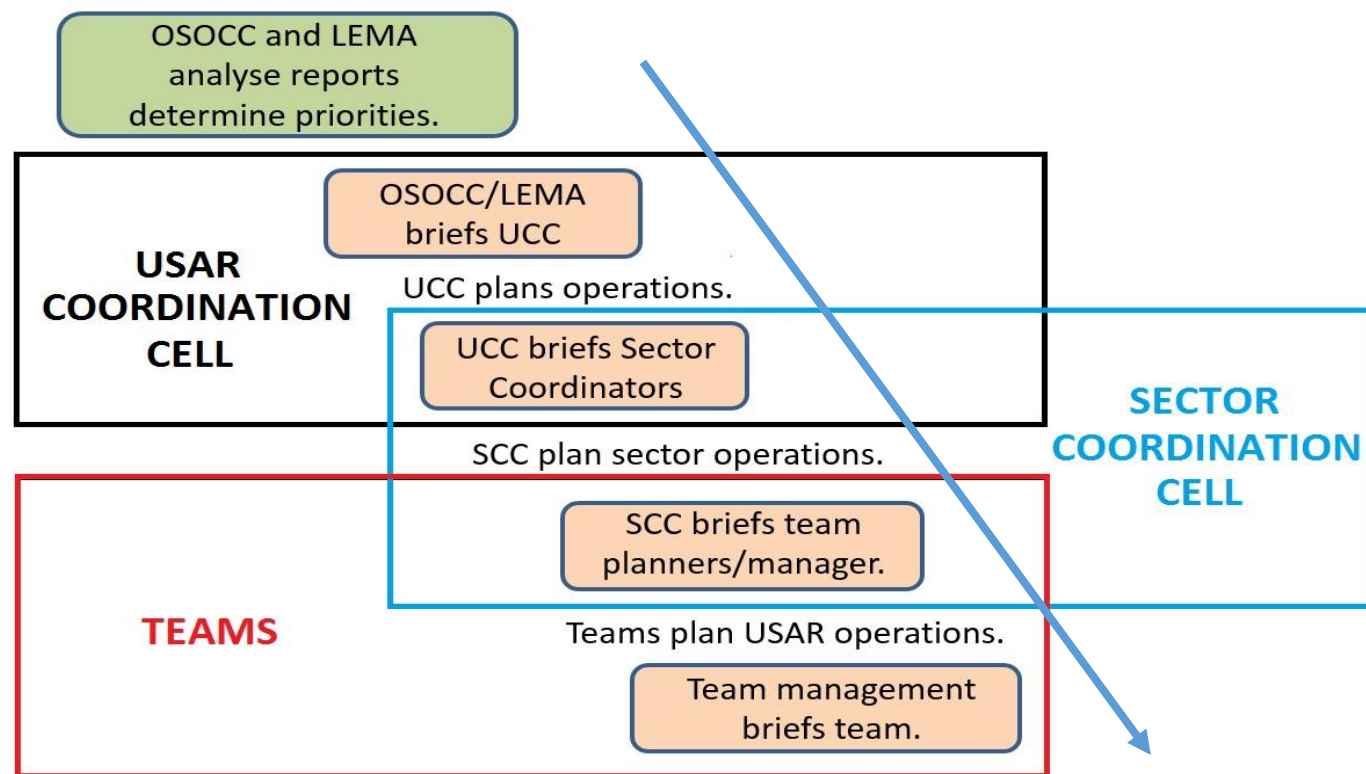 OSOCC and LEMA
analyse reports
determine priorities.
OSOCC/LEMA
briefs UCC
USAR
COORDINATION
CELL
UCC plans operations.
UCC briefs Sector
Coordinators
SECTOR
COORDINATION
CELL
SCC plan sector operations.
SCC briefs team
planners/manager.
TEAMS
Teams plan USAR operations.
Team management
briefs team.